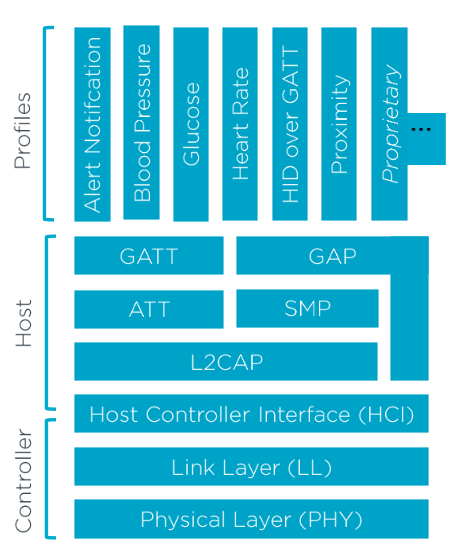 Profiles
Alert Notifcation
Blood Pressure
Glucose
Heart Rate
HID over GATT
Proximity
Proprietary
...
Host
GATT
GAP
ATT
SMP
L2CAP
Host Controller Interface (HCI)
Controller
Link Layer (LL)
Physical Layer (PHY)